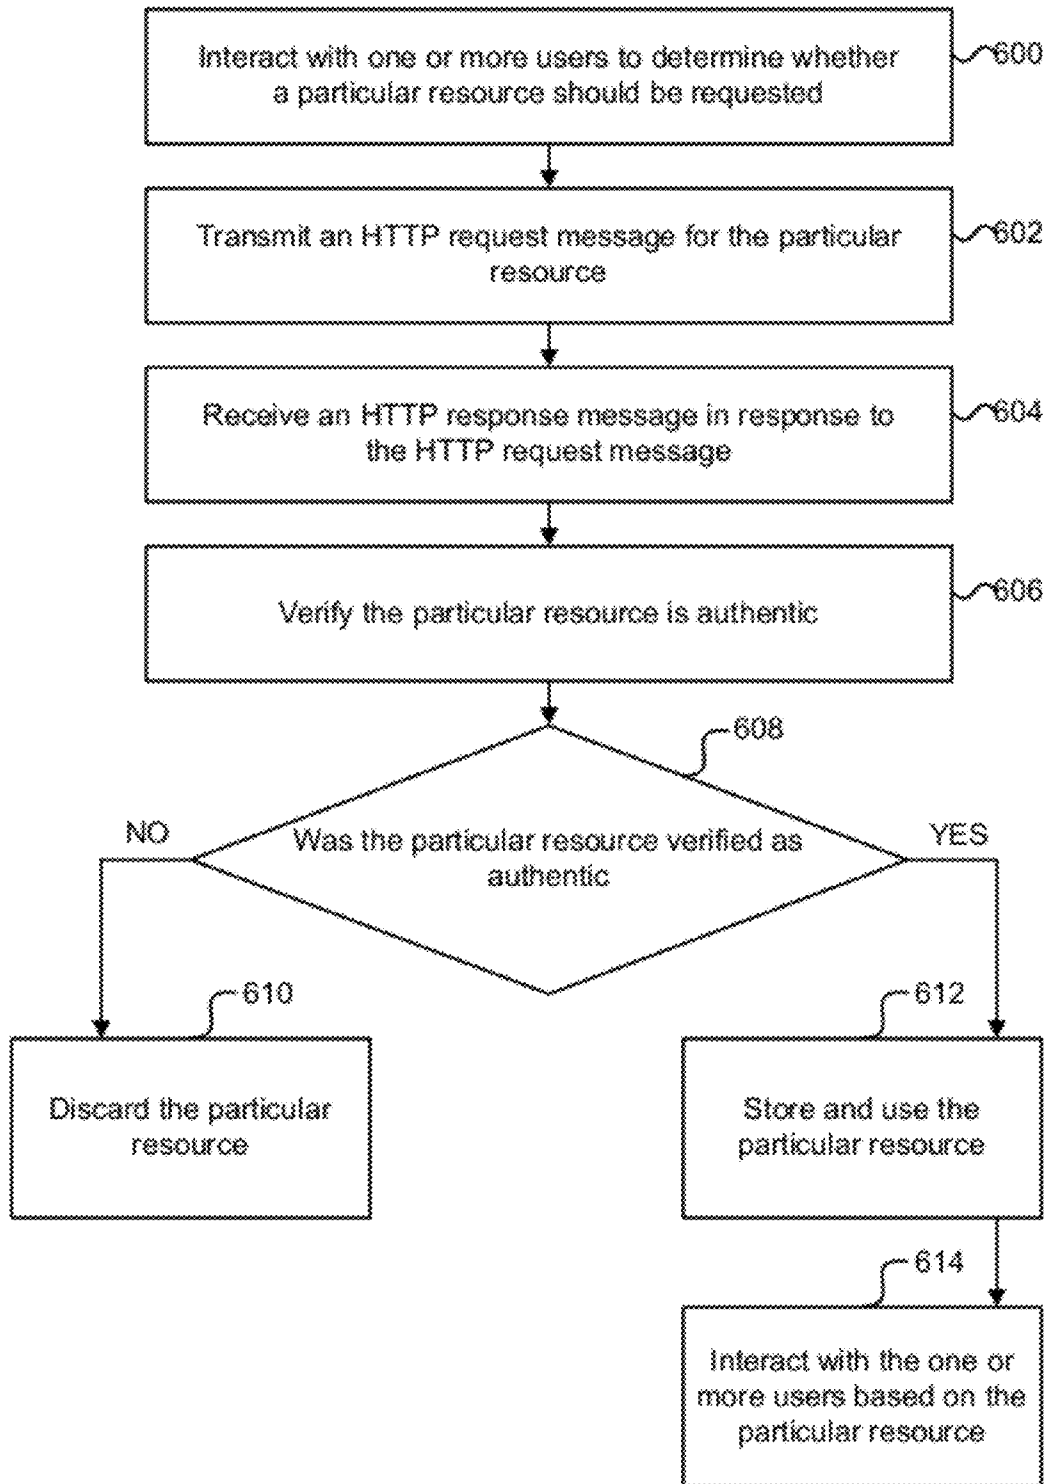 Interact with one or more users to determine whether
a particular resource should be requested
600
Transmit an HTTP request message for the particular
resource
602
Receive an HTTP response message in response to
the HTTP request message
604
Verify the particular resource is authentic
606
608
NO
Was the particular resource verified as
authentic
YES
610
Discard the particular
resource
612
Store and use the
particular resource
614
Interact with the one or
more users based on the
particular resource